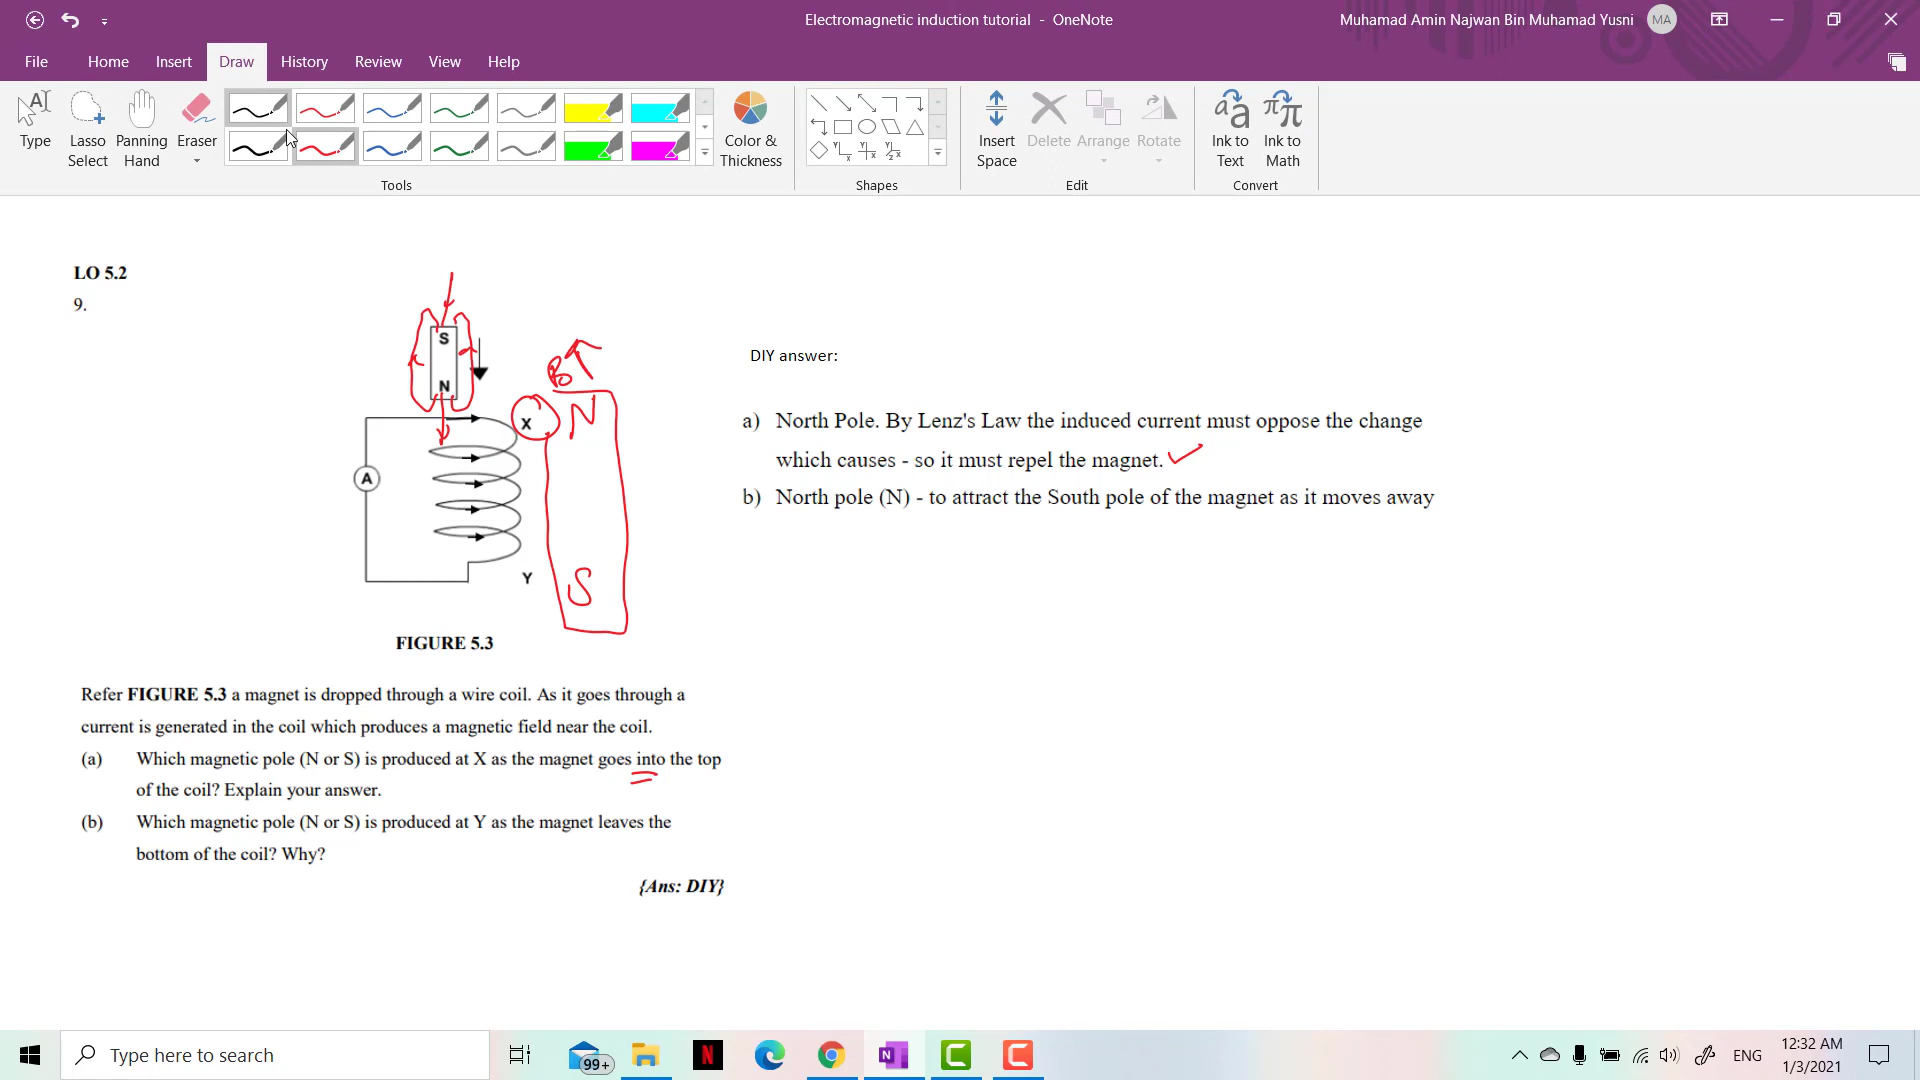 Electromagnetic induction tutorial - OneNote
Muhamad Amin Najwan Bin Muhamad Yusni
MA
File
Home
Insert
Draw
History
Review
View
Help
Type
Lasso
Select
Panning
Hand
Eraser
Color &
Thickness
Insert
Space
Delete
Arrange
Rotate
Ink to
Text
Ink to
Math
Tools
Shapes
Edit
Convert
LO 5.2
9.
S
N
X
N
A
Y
S
FIGURE 5.3
DIY answer:
a) North Pole. By Lenz's Law the induced current must oppose the change
which causes - so it must repel the magnet.
b) North pole (N) - to attract the South pole of the magnet as it moves away
Refer FIGURE 5.3 a magnet is dropped through a wire coil. As it goes through a
current is generated in the coil which produces a magnetic field near the coil.
(a) Which magnetic pole (N or S) is produced at X as the magnet goes into the top
of the coil? Explain your answer.
(b) Which magnetic pole (N or S) is produced at Y as the magnet leaves the
bottom of the coil? Why?
{Ans: DIY}
Type here to search
99+
ENG
12:32 AM
1/3/2021